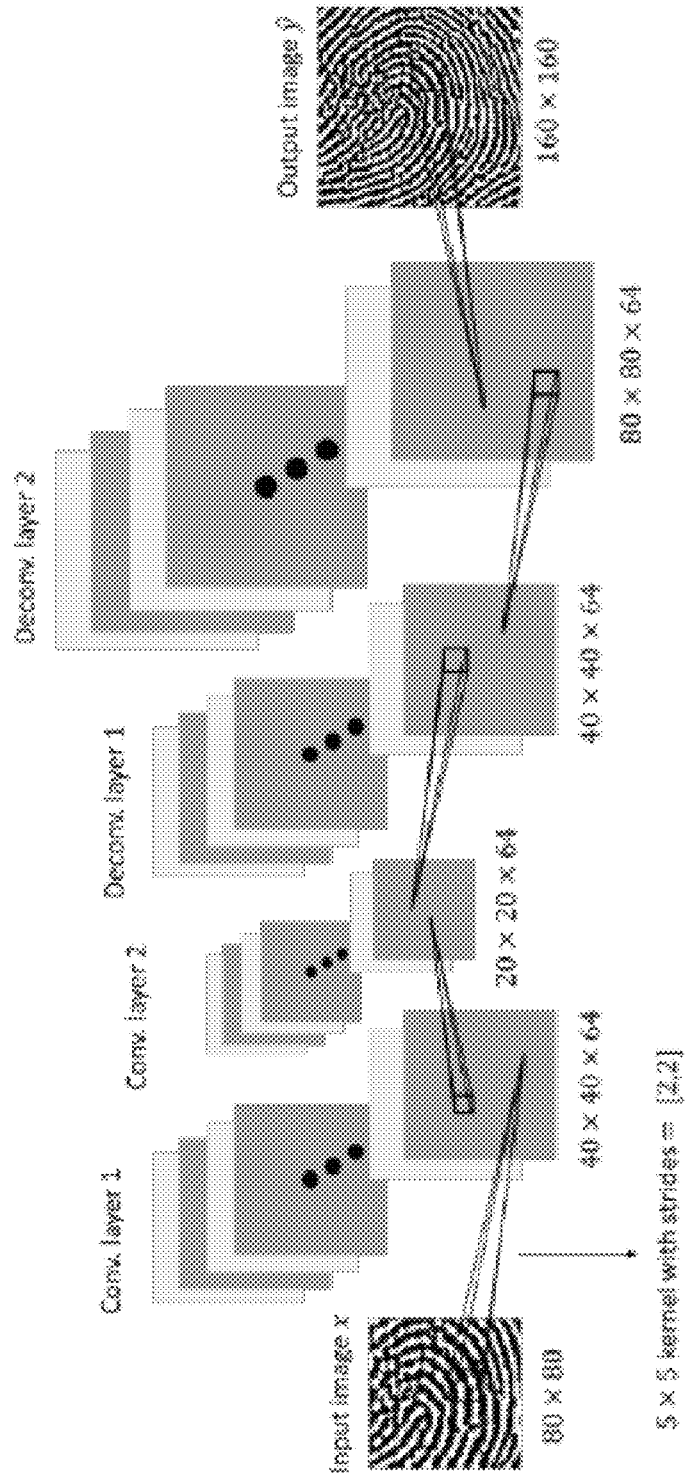 Input image x
80 × 80
Conv. layer 1
40 × 40 × 64
5 × 5 kernel with strides = [2,2]
Conv. layer 2
20 × 20 × 64
Deconv. layer 1
40 × 40 × 64
Deconv. layer 2
80 × 80 × 64
Output image ŷ
160 × 160